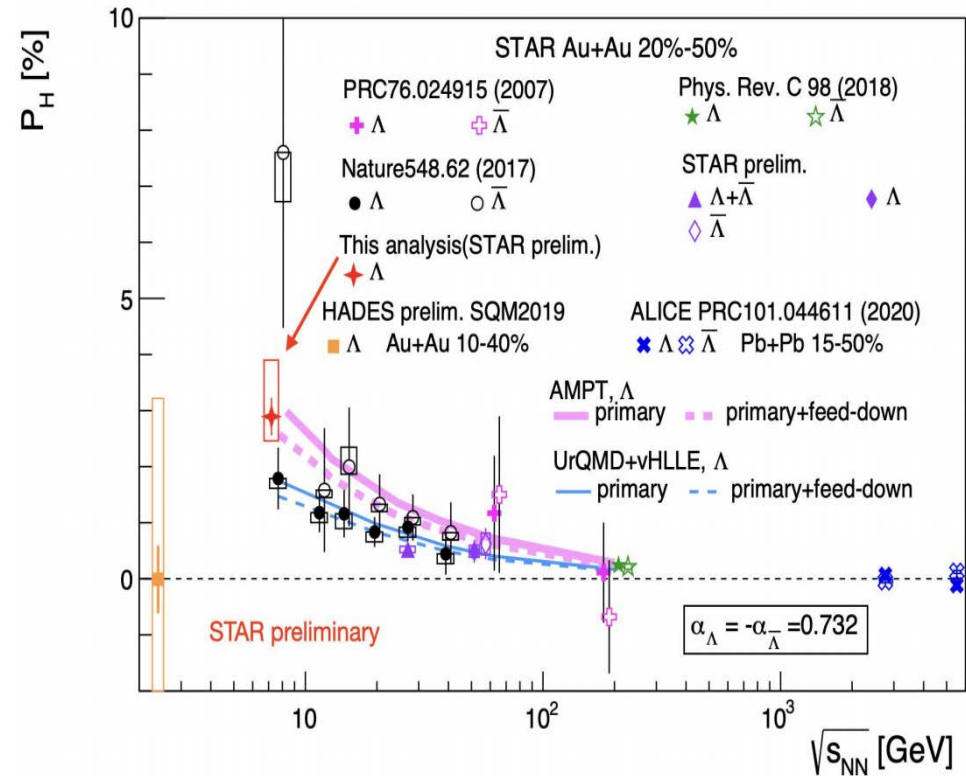 P_H [%]
10
5
0
STAR Au+Au 20%-50%
PRC76.024915 (2007)
Λ Λ̅
Phys. Rev. C 98 (2018)
Λ Λ̅
Nature548.62 (2017)
Λ Λ̅
STAR prelim.
Λ+Λ̅ Λ
Λ̅
This analysis(STAR prelim.)
Λ
HADES prelim. SQM2019
Λ Au+Au 10-40%
ALICE PRC101.044611 (2020)
Λ Λ̅ Pb+Pb 15-50%
AMPT, Λ
primary primary+feed-down
UrQMD+vHLLE, Λ
primary primary+feed-down
STAR preliminary
α_Λ = -α_Λ̅ =0.732
10 10² 10³
√s_NN [GeV]